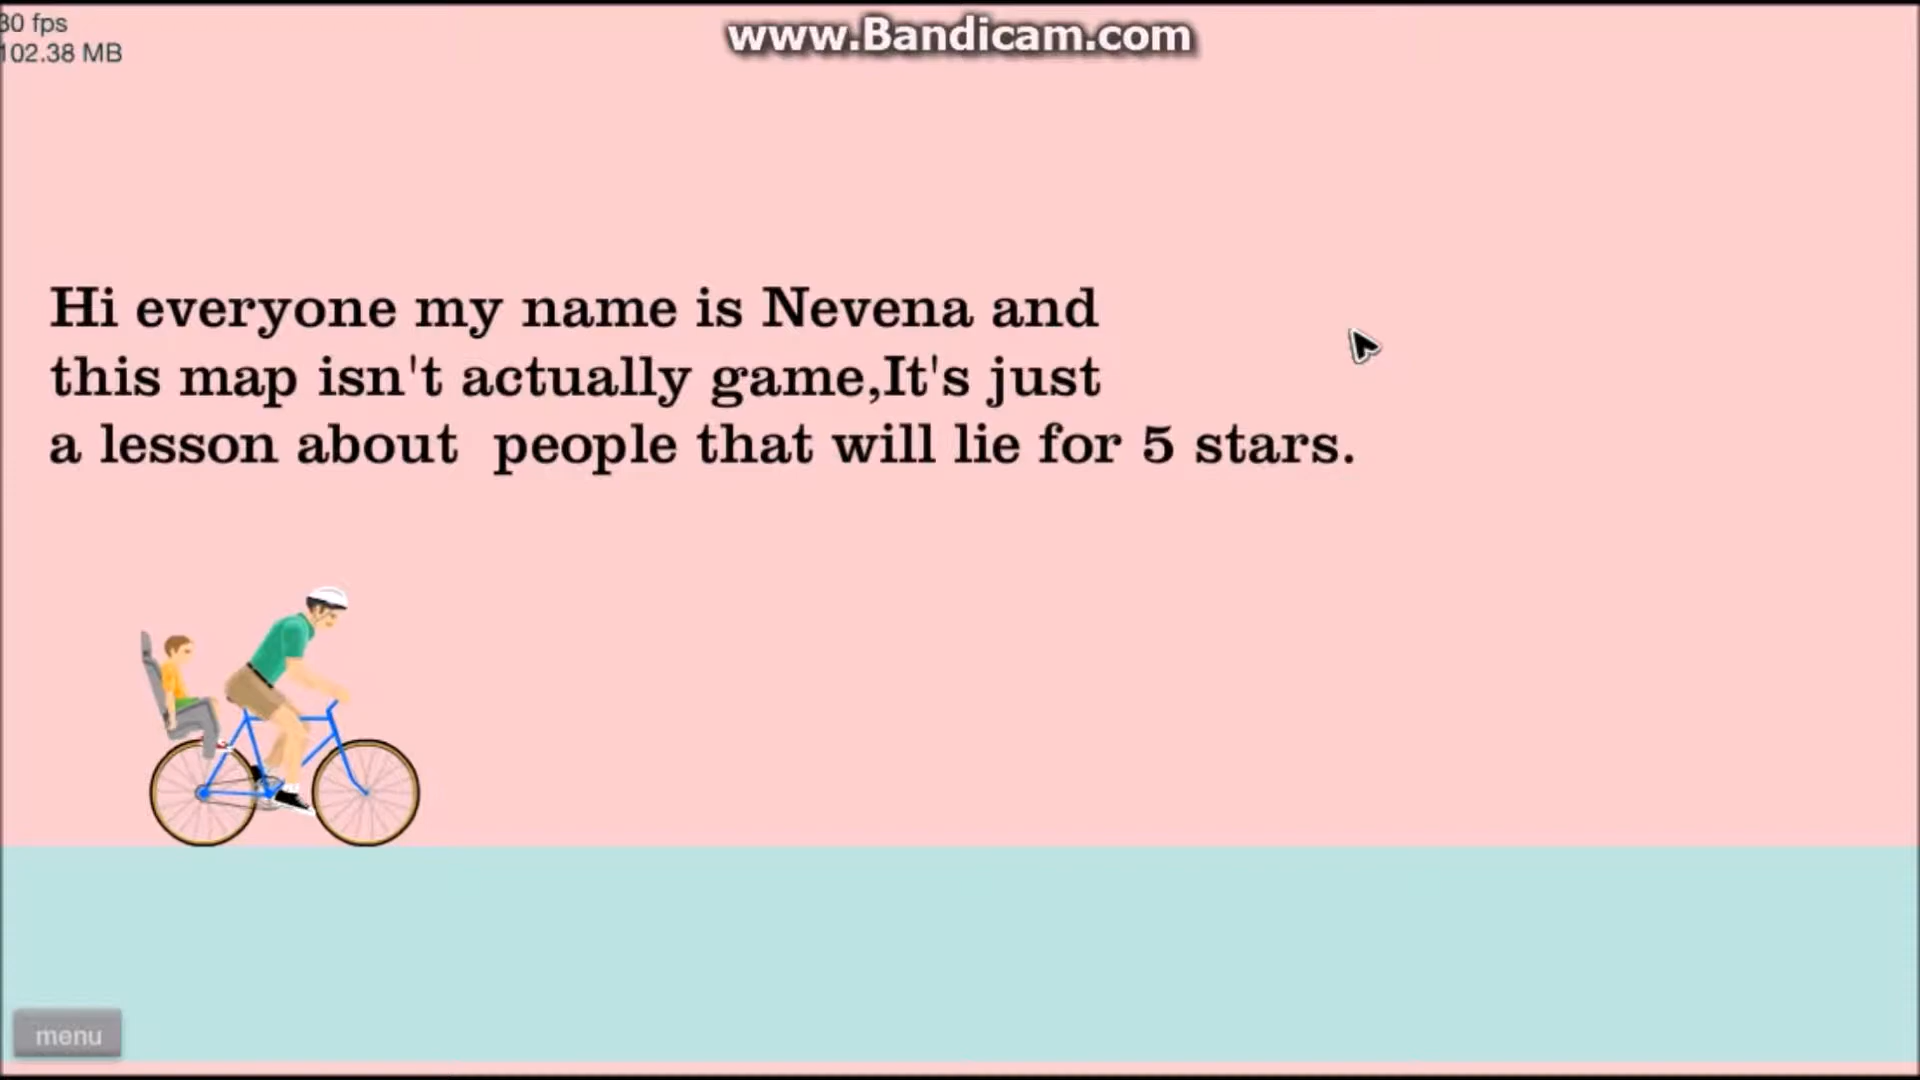 30 fps
www.Bandicam.com
102.38 MB
Hi everyone my name is Nevena and
this map isn't actually game,It's just
a lesson about  people that will lie for 5 stars.
menu